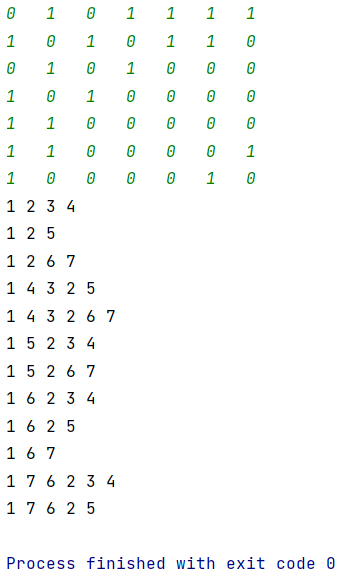 0 1 0 1 1 1 1
1 0 1 0 1 1 0
0 1 0 1 0 0 0
1 0 1 0 0 0 0
1 1 0 0 0 0 0
1 1 0 0 0 0 1
1 0 0 0 0 1 0
1 2 3 4
1 2 5
1 2 6 7
1 4 3 2 5
1 4 3 2 6 7
1 5 2 3 4
1 5 2 6 7
1 6 2 3 4
1 6 2 5
1 6 7
1 7 6 2 3 4
1 7 6 2 5
Process finished with exit code 0